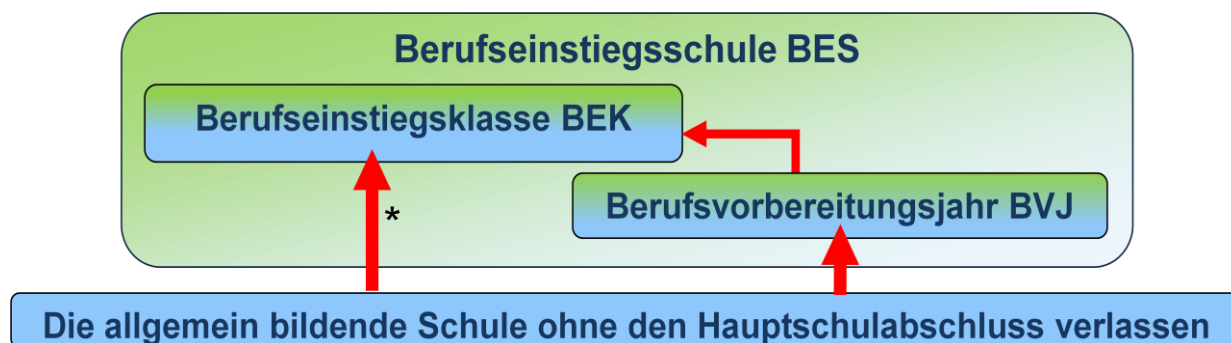 Berufseinstiegsschule BES
Berufseinstiegsklasse BEK
*
Berufsvorbereitungsjahr BVJ
Die allgemein bildende Schule ohne den Hauptschulabschluss verlassen